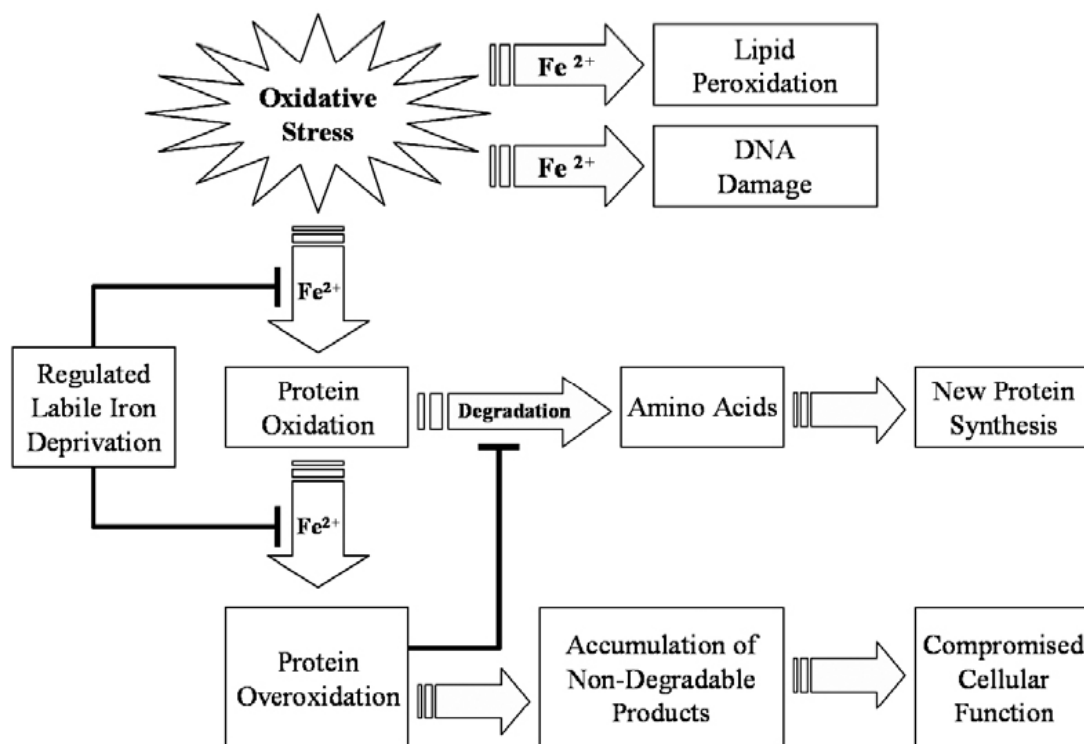 Oxidative
Stress
Fe 2+
Lipid
Peroxidation
Fe 2+
DNA
Damage
Fe2+
Regulated
Labile Iron
Deprivation
Protein
Oxidation
Degradation
Amino Acids
New Protein
Synthesis
Fe2+
Protein
Overoxidation
Accumulation of
Non-Degradable
Products
Compromised
Cellular
Function